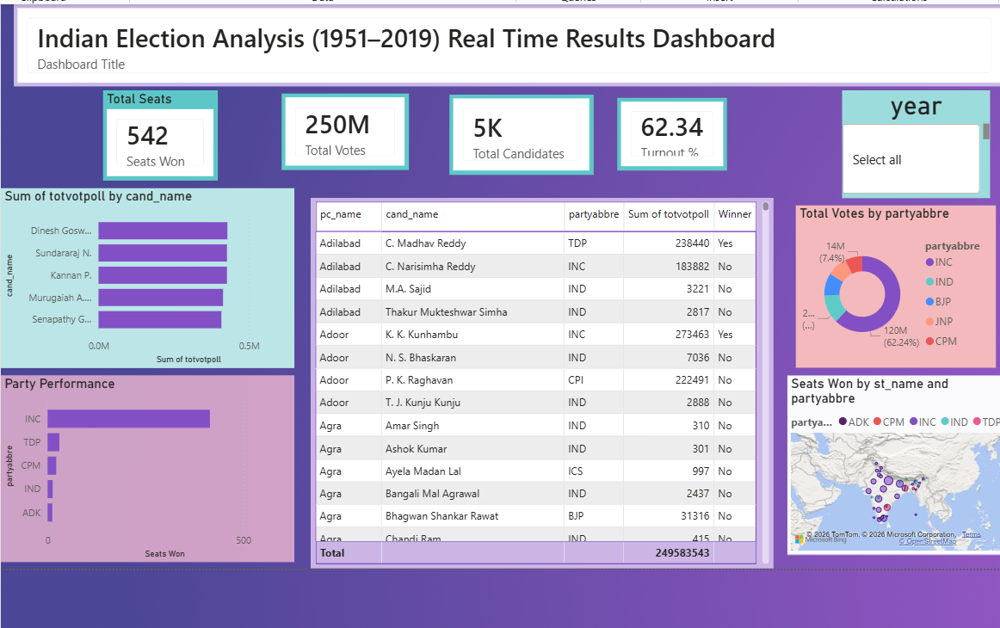 Indian Election Analysis (1951–2019) Real Time Results Dashboard
Dashboard Title
Total Seats
542
Seats Won
250M
Total Votes
5K
Total Candidates
62.34
Turnout %
year
Select all
Sum of totvotpoll by cand_name
cand_name
Dinesh Gosw...
Sundararaj N.
Kannan P.
Murugaiah A....
Senapathy G...
0.0M 0.5M
Sum of totvotpoll
Party Performance
partyabbre
INC
TDP
CPM
IND
ADK
0 500
Seats Won
pc_name cand_name partyabbre Sum of totvotpoll Winner
Adilabad C. Madhav Reddy TDP 238440 Yes
Adilabad C. Narisimha Reddy INC 183882 No
Adilabad M.A. Sajid IND 3221 No
Adilabad Thakur Mukteshwar Simha IND 2817 No
Adoor K. K. Kunhambu INC 273463 Yes
Adoor N. S. Bhaskaran IND 7036 No
Adoor P. K. Raghavan CPI 222491 No
Adoor T. J. Kunju Kunju IND 2888 No
Agra Amar Singh IND 310 No
Agra Ashok Kumar IND 301 No
Agra Ayela Madan Lal ICS 997 No
Agra Bangali Mal Agrawal IND 2437 No
Agra Bhagwan Shankar Rawat BJP 31316 No
Agra Chandi Ram IND 415 No
Total 249583543
Total Votes by partyabbre
14M
(7.4%)
2...
(...)
120M
(62.24%)
partyabbre
INC
IND
BJP
JNP
CPM
Seats Won by st_name and
partyabbre
partya... ADK CPM INC IND TDP
© 2026 TomTom, © 2026 Microsoft Corporation, Terms
Microsoft Bing © OpenStreetMap